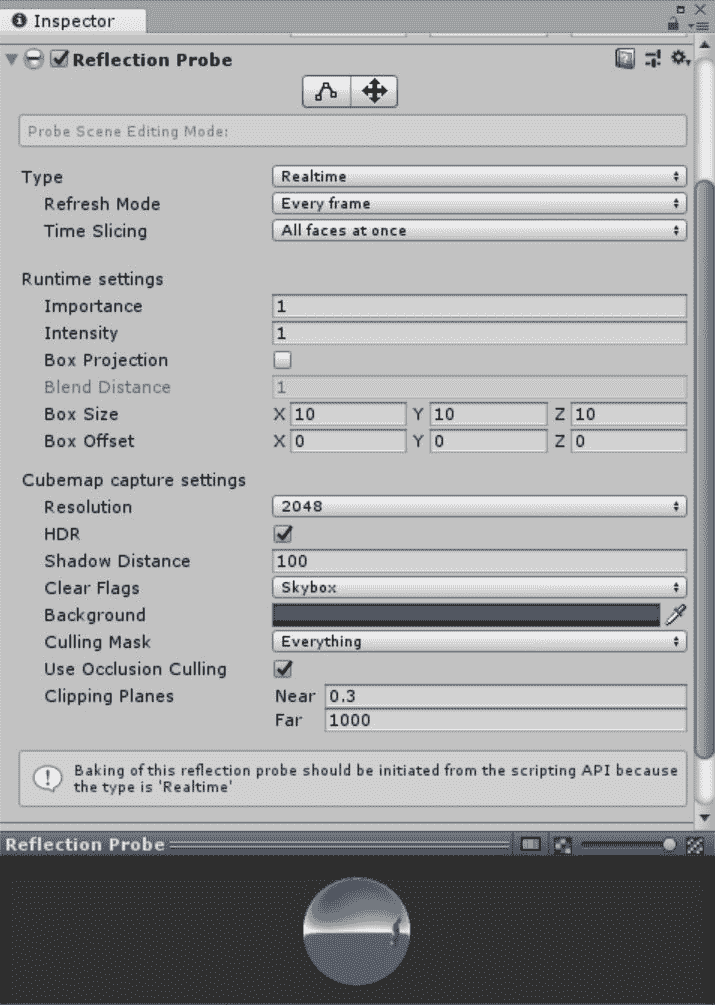 Inspector
Reflection Probe
Probe Scene Editing Mode:
Type Realtime
Refresh Mode Every frame
Time Slicing All faces at once
Runtime settings
Importance 1
Intensity 1
Box Projection
Blend Distance 1
Box Size X 10 Y 10 Z 10
Box Offset X 0 Y 0 Z 0
Cubemap capture settings
Resolution 2048
HDR
Shadow Distance 100
Clear Flags Skybox
Background
Culling Mask Everything
Use Occlusion Culling
Clipping Planes Near 0.3
Far 1000
Baking of this reflection probe should be initiated from the scripting API because
the type is 'Realtime'
Reflection Probe